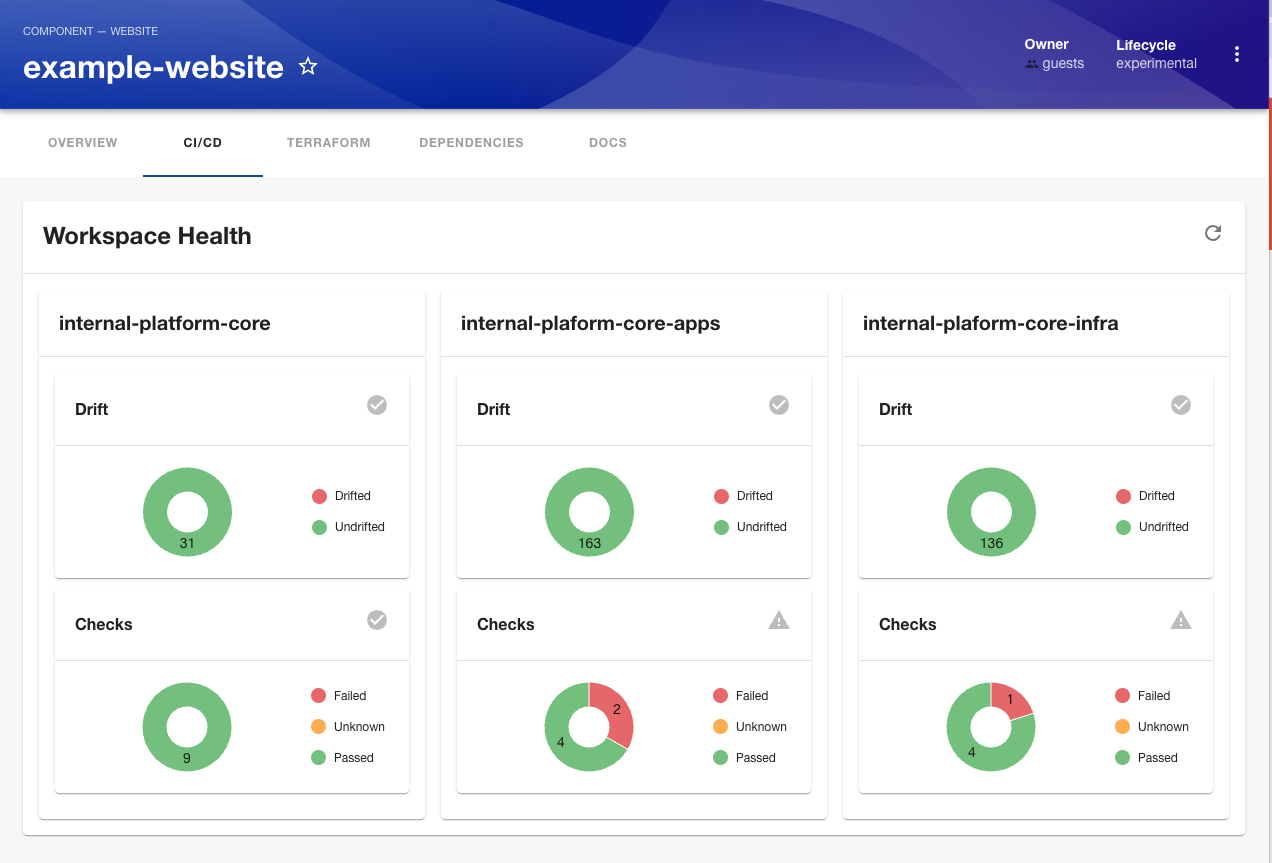 COMPONENT — WEBSITE
example-website
Owner
guests
Lifecycle
experimental
OVERVIEW
CI/CD
TERRAFORM
DEPENDENCIES
DOCS
Workspace Health
internal-platform-core
Drift
31
Drifted
Undrifted
Checks
9
Failed
Unknown
Passed
internal-plaform-core-apps
Drift
163
Drifted
Undrifted
Checks
2
4
Failed
Unknown
Passed
internal-plaform-core-infra
Drift
136
Drifted
Undrifted
Checks
1
4
Failed
Unknown
Passed